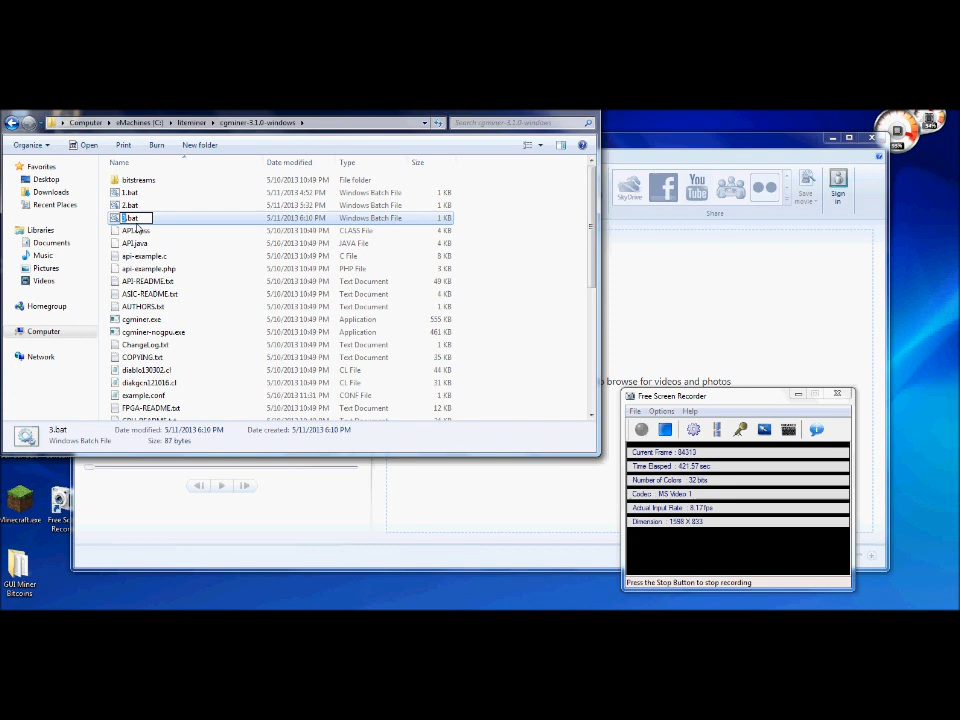 Computer ▸ eMachines (C:) ▸ liteminer ▸ cgminer-3.1.0-windows ▸
Search cgminer-3.1.0-windows
Organize Open Print Burn New folder
Name Date modified Type Size
Favorites
Desktop
Downloads
Recent Places
Libraries
Documents
Music
Pictures
Videos
Homegroup
Computer
Network
bitstreams 5/10/2013 10:49 PM File folder
1.bat 5/11/2013 4:52 PM Windows Batch File 1 KB
2.bat 5/11/2013 5:32 PM Windows Batch File 1 KB
3.bat 5/11/2013 6:10 PM Windows Batch File 1 KB
API.class 5/10/2013 10:49 PM CLASS File 4 KB
API.java 5/10/2013 10:49 PM JAVA File 4 KB
api-example.c 5/10/2013 10:49 PM C File 8 KB
api-example.php 5/10/2013 10:49 PM PHP File 3 KB
API-README.txt 5/10/2013 10:49 PM Text Document 49 KB
ASIC-README.txt 5/10/2013 10:49 PM Text Document 4 KB
AUTHORS.txt 5/10/2013 10:49 PM Text Document 1 KB
cgminer.exe 5/10/2013 10:49 PM Application 555 KB
cgminer-nogpu.exe 5/10/2013 10:49 PM Application 461 KB
ChangeLog.txt 5/10/2013 10:49 PM Text Document
COPYING.txt 5/10/2013 10:49 PM Text Document 35 KB
diablo130302.cl 5/10/2013 10:49 PM CL File 44 KB
diakgcn121016.cl 5/10/2013 10:49 PM CL File 31 KB
example.conf 5/10/2013 11:31 PM CONF File 1 KB
FPGA-README.txt 5/10/2013 10:49 PM Text Document 12 KB
3.bat Date modified: 5/11/2013 6:10 PM Date created: 5/11/2013 6:10 PM
Windows Batch File Size: 87 bytes
SkyDrive
You Tube
Save movie
Sign in
Share
browse for videos and photos
Free Screen Recorder
File Options Help
Current Frame : 84313
Time Elasped : 421.57 sec
Number of Colors : 32 bits
Codec : MS Video 1
Actual Input Rate : 8.17fps
Dimension : 1598 X 833
Press the Stop Button to stop recording
Minecraft.exe
Free Sc
Recor
GUI Miner
Bitcoins